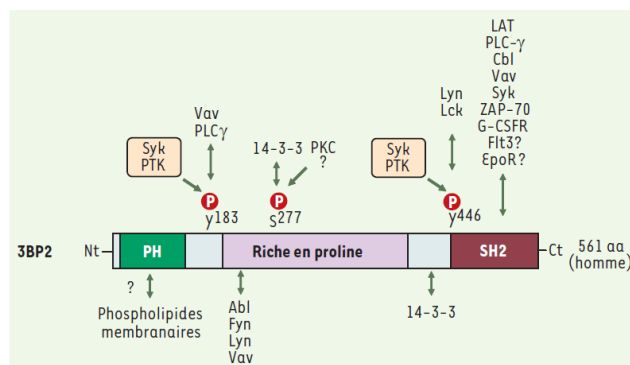 LAT
PLC-γ
Cbl
Vav
Syk
ZAP-70
G-CSFR
Flt3?
EpoR?
Lyn
Lck
Vav
PLCγ
Syk
PTK
14-3-3 PKC
?
Syk
PTK
P
P
P
y183
S277
y446
3BP2
Nt
PH
Riche en proline
SH2
Ct
561 aa
(homme)
?
Phospholipides
membranaires
Abl
Fyn
Lyn
Vav
14-3-3